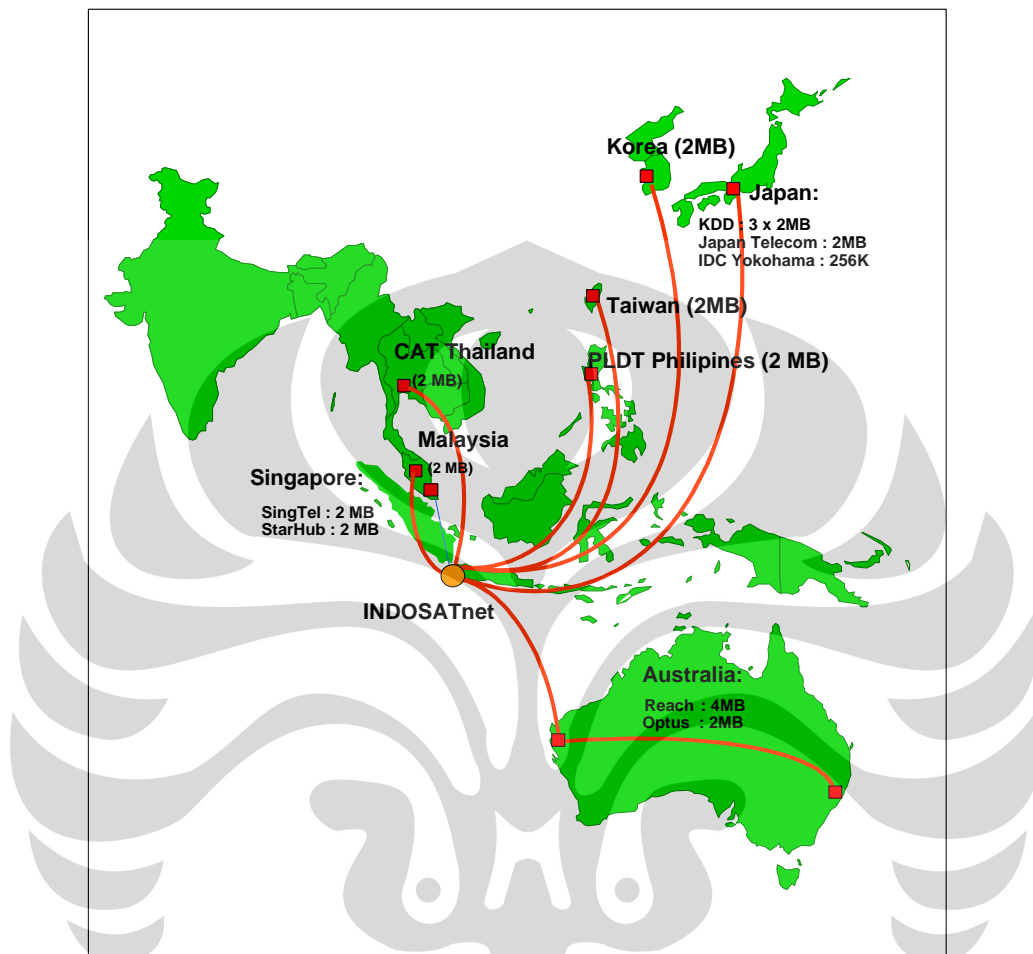 Korea (2MB)
Japan:
KDD : 3 x 2MB
Japan Telecom : 2MB
IDC Yokohama : 256K
Taiwan (2MB)
CAT Thailand
(2 MB)
PLDT Philipines (2 MB)
Malaysia
(2 MB)
Singapore:
SingTel : 2 MB
StarHub : 2 MB
INDOSATnet
Australia:
Reach : 4MB
Optus : 2MB